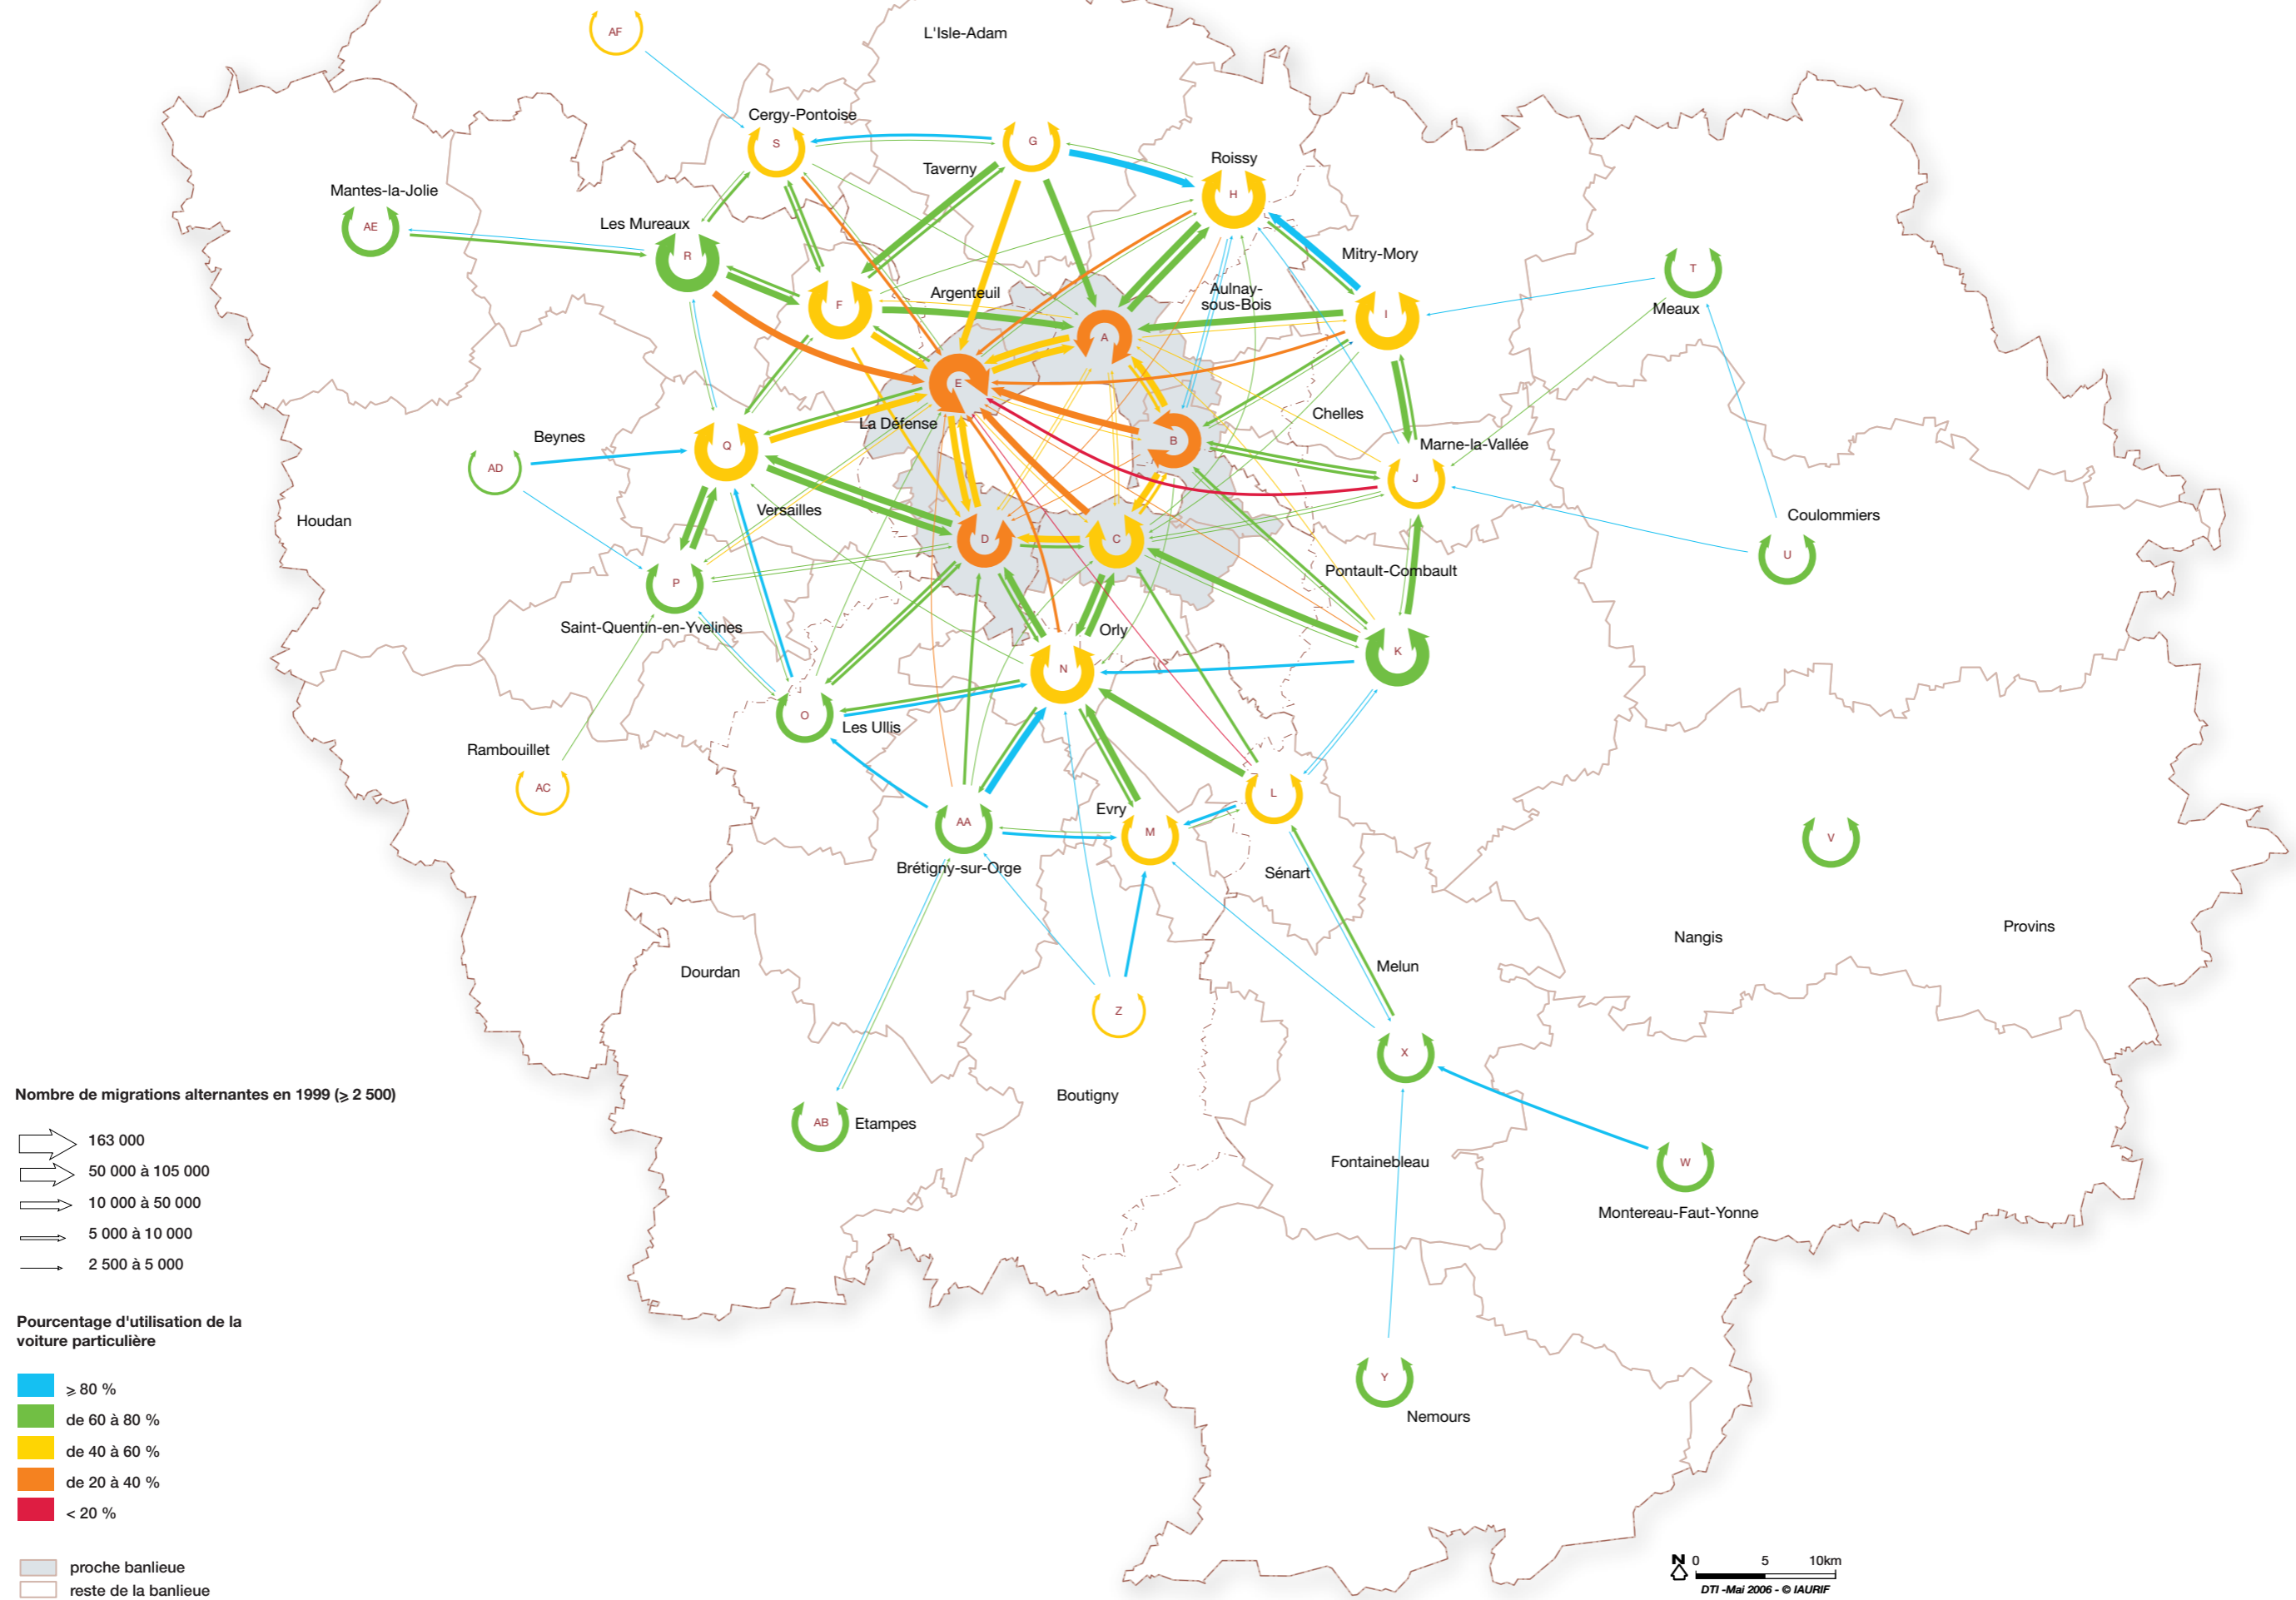 AF
L'Isle-Adam
Cergy-Pontoise
S
G
Taverny
Roissy
H
Mantes-la-Jolie
AE
Les Mureaux
R
Mitry-Mory
T
Meaux
F
Argenteuil
Aulnay-
sous-Bois
I
A
E
La Défense
Chelles
B
Marne-la-Vallée
J
Beynes
AD
Q
Versailles
Houdan
Coulommiers
U
D
C
Pontault-Combault
P
Saint-Quentin-en-Yvelines
Orly
K
N
O
Les Ullis
Rambouillet
AC
L
Evry
AA
M
Brétigny-sur-Orge
Sénart
V
Provins
Nangis
Dourdan
Melun
Z
X
Boutigny
AB
Etampes
Fontainebleau
W
Montereau-Faut-Yonne
Y
Nemours
Nombre de migrations alternantes en 1999 (⩾ 2 500)
163 000
50 000 à 105 000
10 000 à 50 000
5 000 à 10 000
2 500 à 5 000
Pourcentage d'utilisation de la
voiture particulière
⩾ 80 %
de 60 à 80 %
de 40 à 60 %
de 20 à 40 %
< 20 %
proche banlieue
reste de la banlieue
N 0 5 10km
DTI -Mai 2006 - © IAURIF